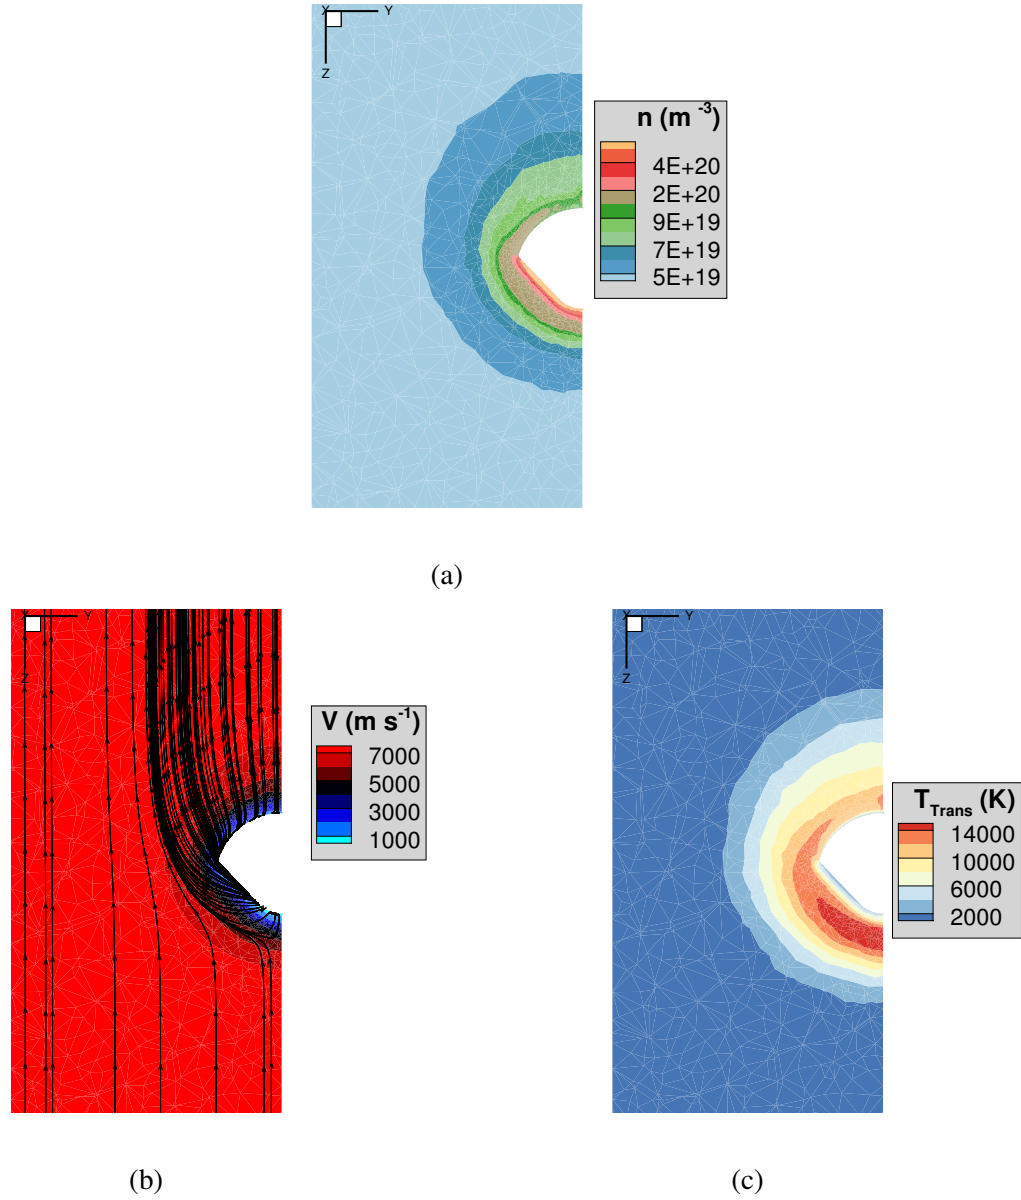 X Y
Z
n (m -3)
4E+20
2E+20
9E+19
7E+19
5E+19
(a)
X Y
Z
V (m s-1)
7000
5000
3000
1000
X Y
Z
TTrans (K)
14000
10000
6000
2000
(b)
(c)